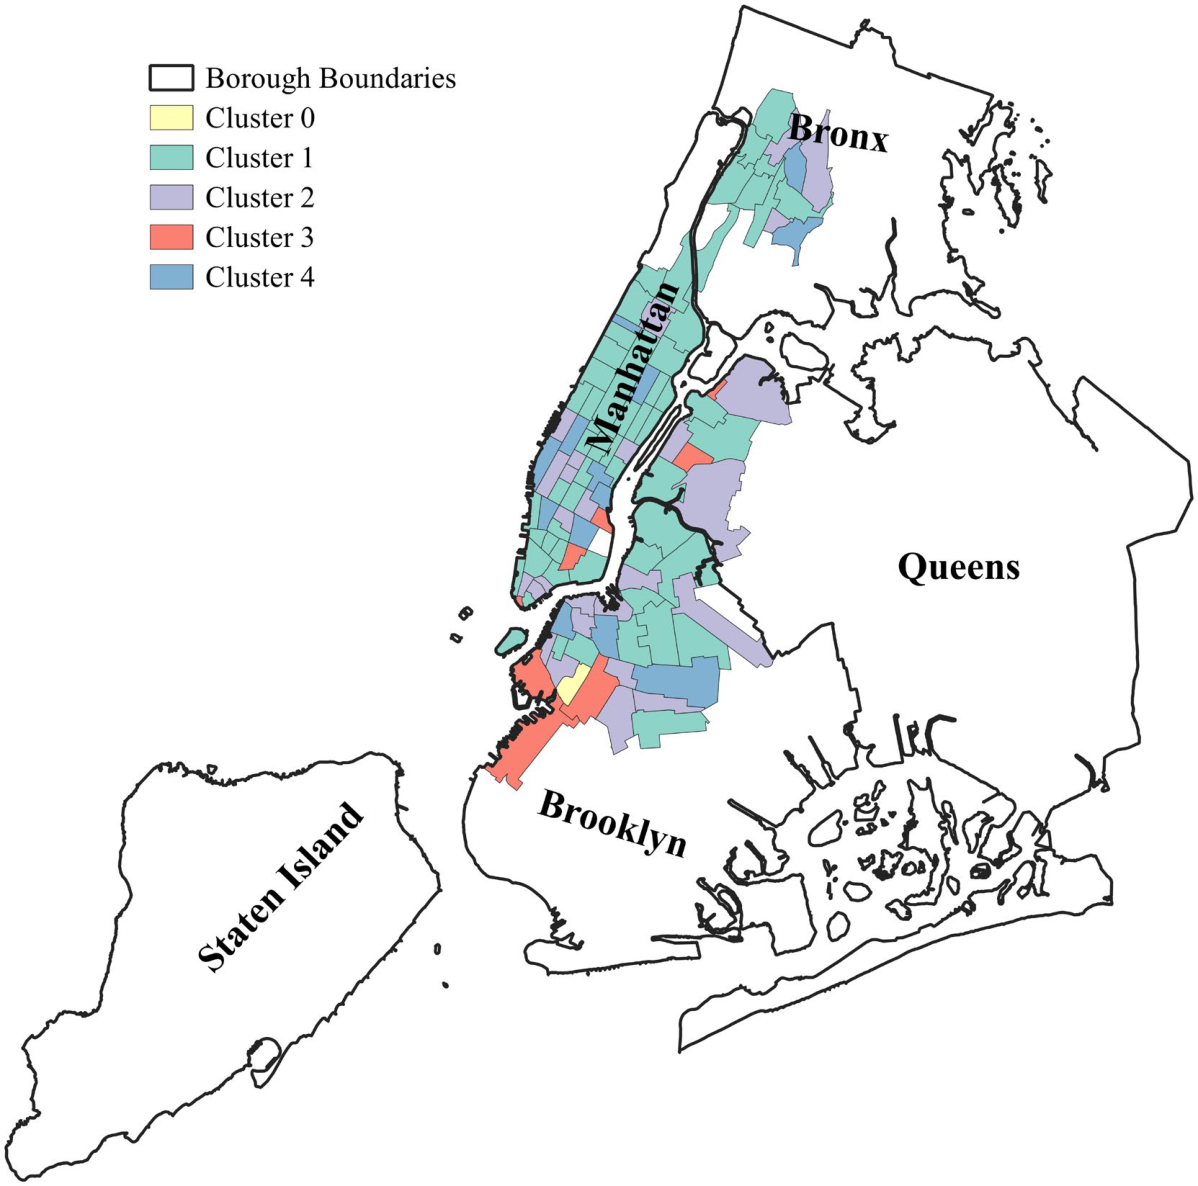 Borough Boundaries
Cluster 0
Cluster 1
Cluster 2
Cluster 3
Cluster 4
Bronx
Manhattan
Queens
Brooklyn
Staten Island